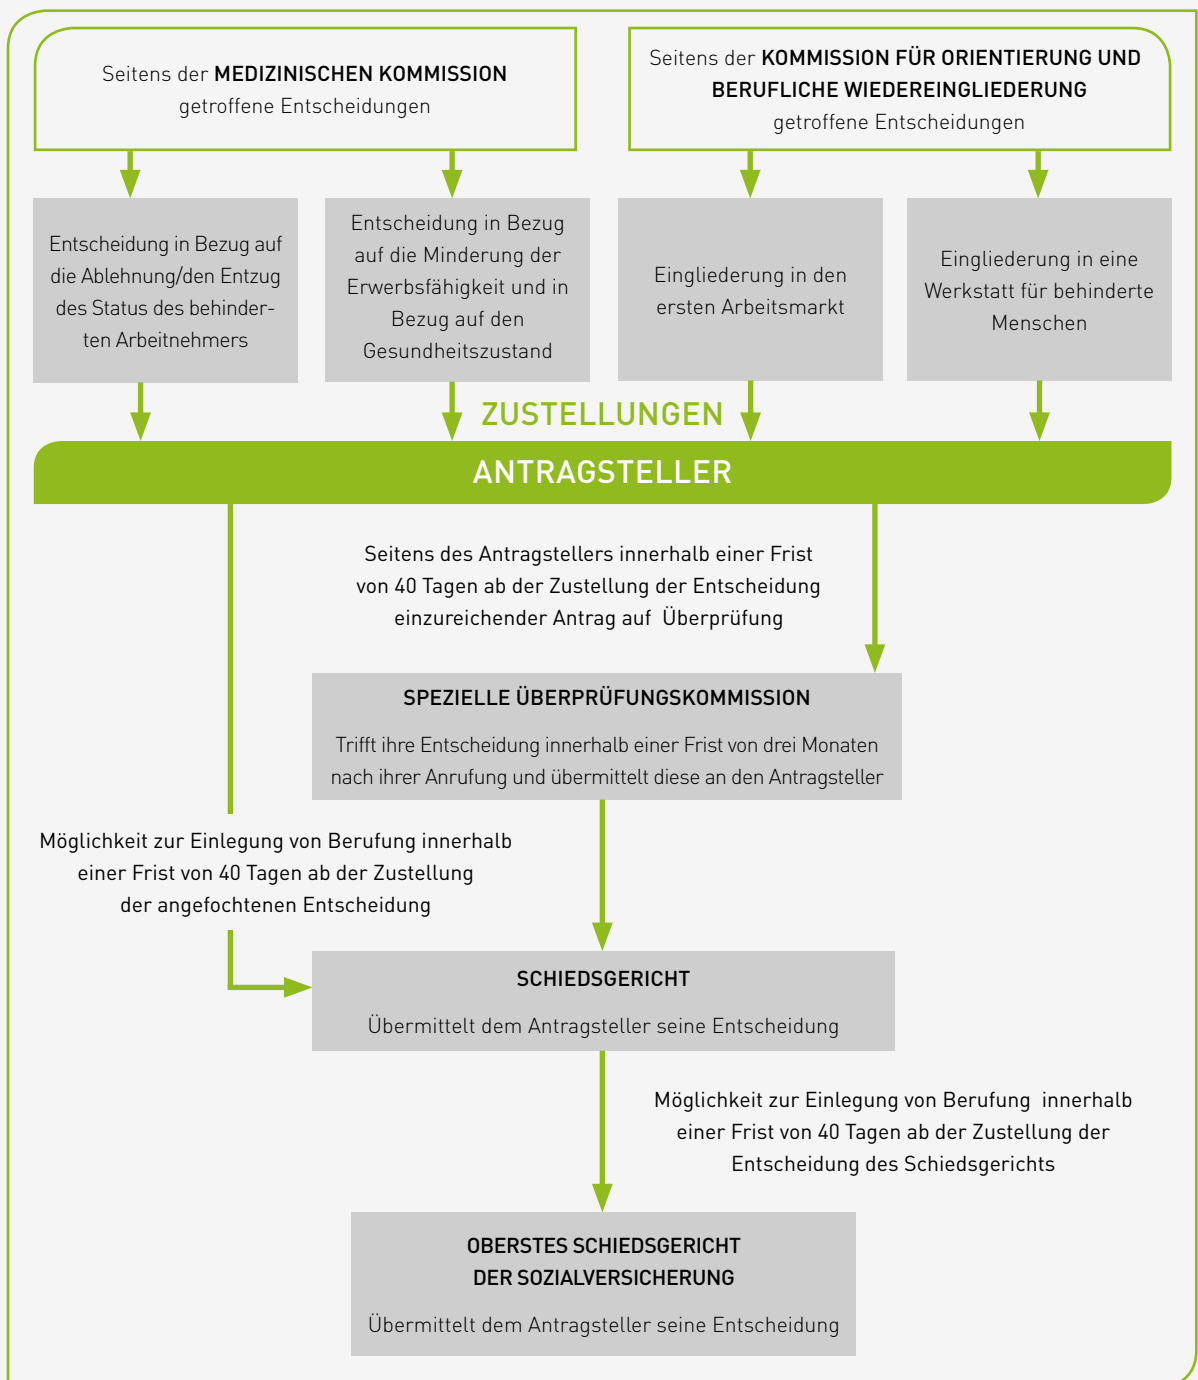 Seitens der MEDIZINISCHEN KOMMISSION
getroffene Entscheidungen
Seitens der KOMMISSION FÜR ORIENTIERUNG UND
BERUFLICHE WIEDEREINGLIEDERUNG
getroffene Entscheidungen
Entscheidung in Bezug auf
die Ablehnung/den Entzug
des Status des behinder-
ten Arbeitnehmers
Entscheidung in Bezug
auf die Minderung der
Erwerbsfähigkeit und in
Bezug auf den
Gesundheitszustand
Eingliederung in den
ersten Arbeitsmarkt
Eingliederung in eine
Werkstatt für behinderte
Menschen
ZUSTELLUNGEN
ANTRAGSTELLER
Seitens des Antragstellers innerhalb einer Frist
von 40 Tagen ab der Zustellung der Entscheidung
einzureichender Antrag auf Überprüfung
SPEZIELLE ÜBERPRÜFUNGSKOMMISSION
Trifft ihre Entscheidung innerhalb einer Frist von drei Monaten
nach ihrer Anrufung und übermittelt diese an den Antragsteller
Möglichkeit zur Einlegung von Berufung innerhalb
einer Frist von 40 Tagen ab der Zustellung
der angefochtenen Entscheidung
SCHIEDSGERICHT
Übermittelt dem Antragsteller seine Entscheidung
Möglichkeit zur Einlegung von Berufung innerhalb
einer Frist von 40 Tagen ab der Zustellung der
Entscheidung des Schiedsgerichts
OBERSTES SCHIEDSGERICHT
DER SOZIALVERSICHERUNG
Übermittelt dem Antragsteller seine Entscheidung